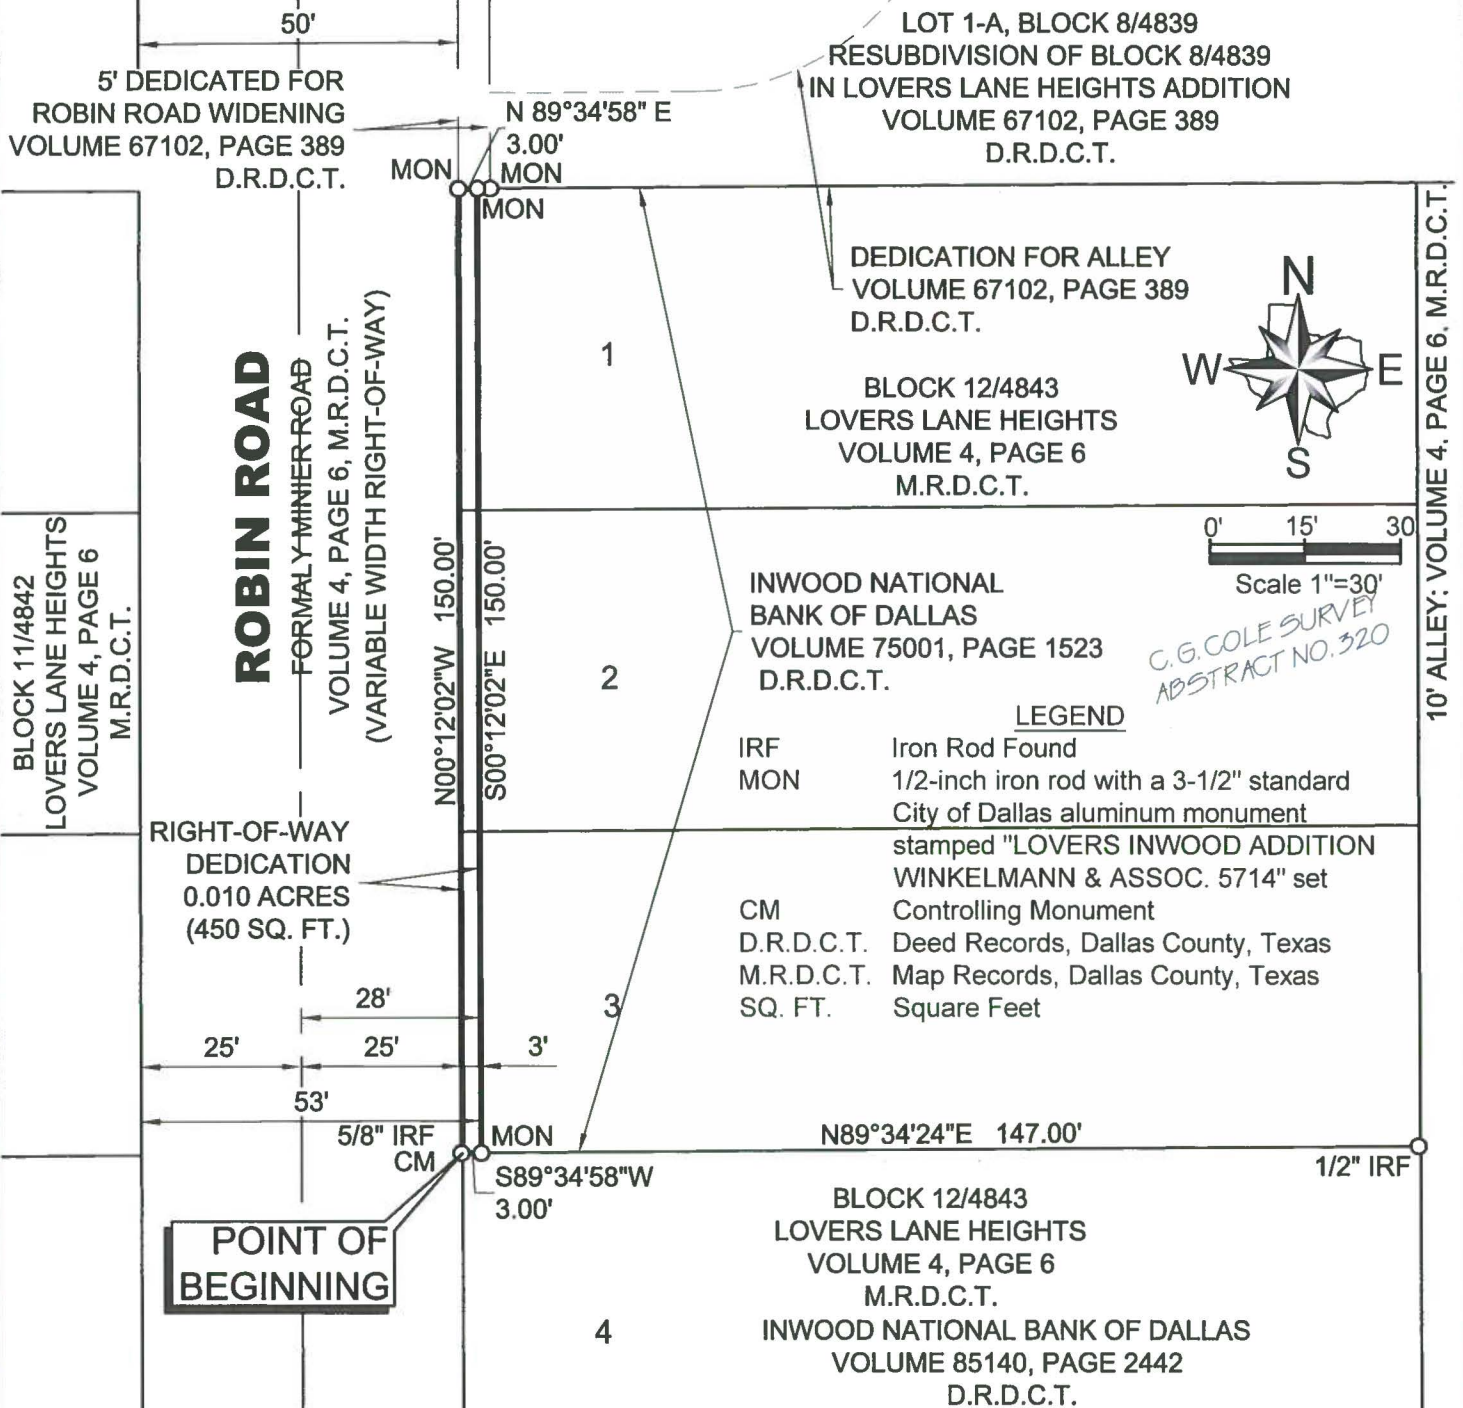 50'
5' DEDICATED FOR
ROBIN ROAD WIDENING
VOLUME 67102, PAGE 389
D.R.D.C.T.
LOT 1-A, BLOCK 8/4839
RESUBDIVISION OF BLOCK 8/4839
IN LOVERS LANE HEIGHTS ADDITION
VOLUME 67102, PAGE 389
D.R.D.C.T.
N 89°34'58" E
3.00'
MON
MON
MON
DEDICATION FOR ALLEY
VOLUME 67102, PAGE 389
D.R.D.C.T.
N
W
E
S
1
BLOCK 12/4843
LOVERS LANE HEIGHTS
VOLUME 4, PAGE 6
M.R.D.C.T.
10' ALLEY; VOLUME 4, PAGE 6, M.R.D.C.T.
ROBIN ROAD
FORMALY MINIER ROAD
VOLUME 4, PAGE 6, M.R.D.C.T.
(VARIABLE WIDTH RIGHT-OF-WAY)
BLOCK 11/4842
LOVERS LANE HEIGHTS
VOLUME 4, PAGE 6
M.R.D.C.T.
N00°12'02"W 150.00'
S00°12'02"E 150.00'
0' 15' 30
Scale 1"=30'
C.G. COLE SURVEY
ABSTRACT NO. 320
INWOOD NATIONAL
BANK OF DALLAS
VOLUME 75001, PAGE 1523
D.R.D.C.T.
2
LEGEND
IRF Iron Rod Found
MON 1/2-inch iron rod with a 3-1/2" standard
City of Dallas aluminum monument
stamped "LOVERS INWOOD ADDITION
WINKELMANN & ASSOC. 5714" set
CM Controlling Monument
D.R.D.C.T. Deed Records, Dallas County, Texas
M.R.D.C.T. Map Records, Dallas County, Texas
SQ. FT. Square Feet
RIGHT-OF-WAY
DEDICATION
0.010 ACRES
(450 SQ. FT.)
3
28'
25'
25'
3'
53'
5/8" IRF
CM
MON
N89°34'24"E 147.00'
1/2" IRF
S89°34'58"W
3.00'
POINT OF
BEGINNING
BLOCK 12/4843
LOVERS LANE HEIGHTS
VOLUME 4, PAGE 6
M.R.D.C.T.
4
INWOOD NATIONAL BANK OF DALLAS
VOLUME 85140, PAGE 2442
D.R.D.C.T.